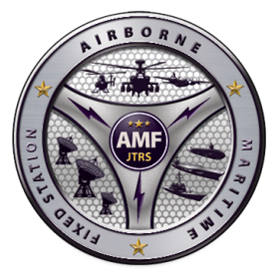 AIRBORNE
AMF
JTRS
FIXED STATION
MARITIME